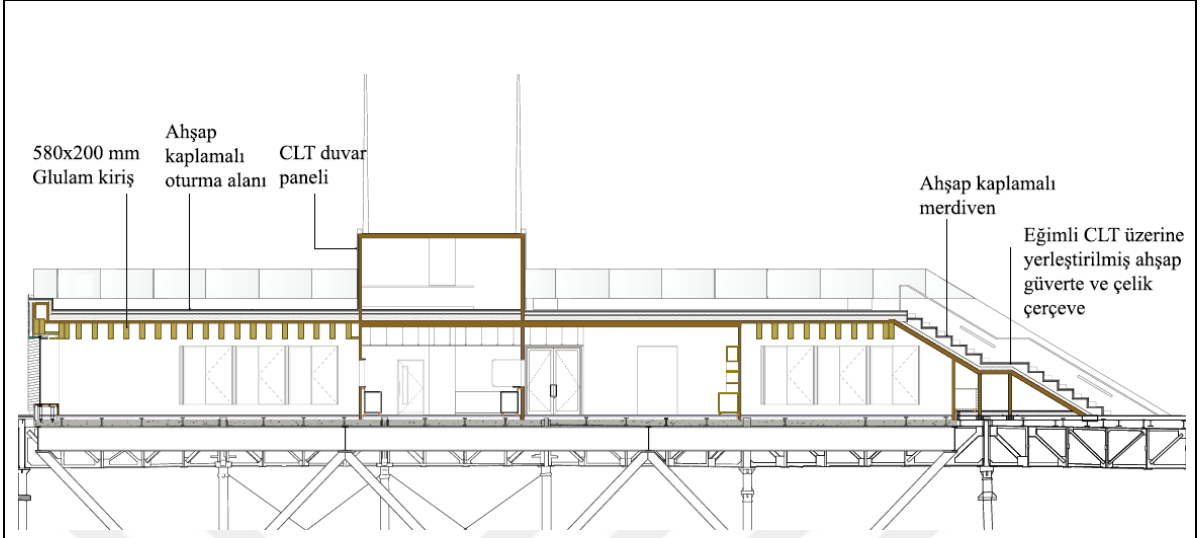 580x200 mm
Glulam kiriş
Ahşap
kaplamalı
oturma alanı
CLT duvar
paneli
Ahşap kaplamalı
merdiven
Eğimli CLT üzerine
yerleştirilmiş ahşap
güverte ve çelik
çerçeve